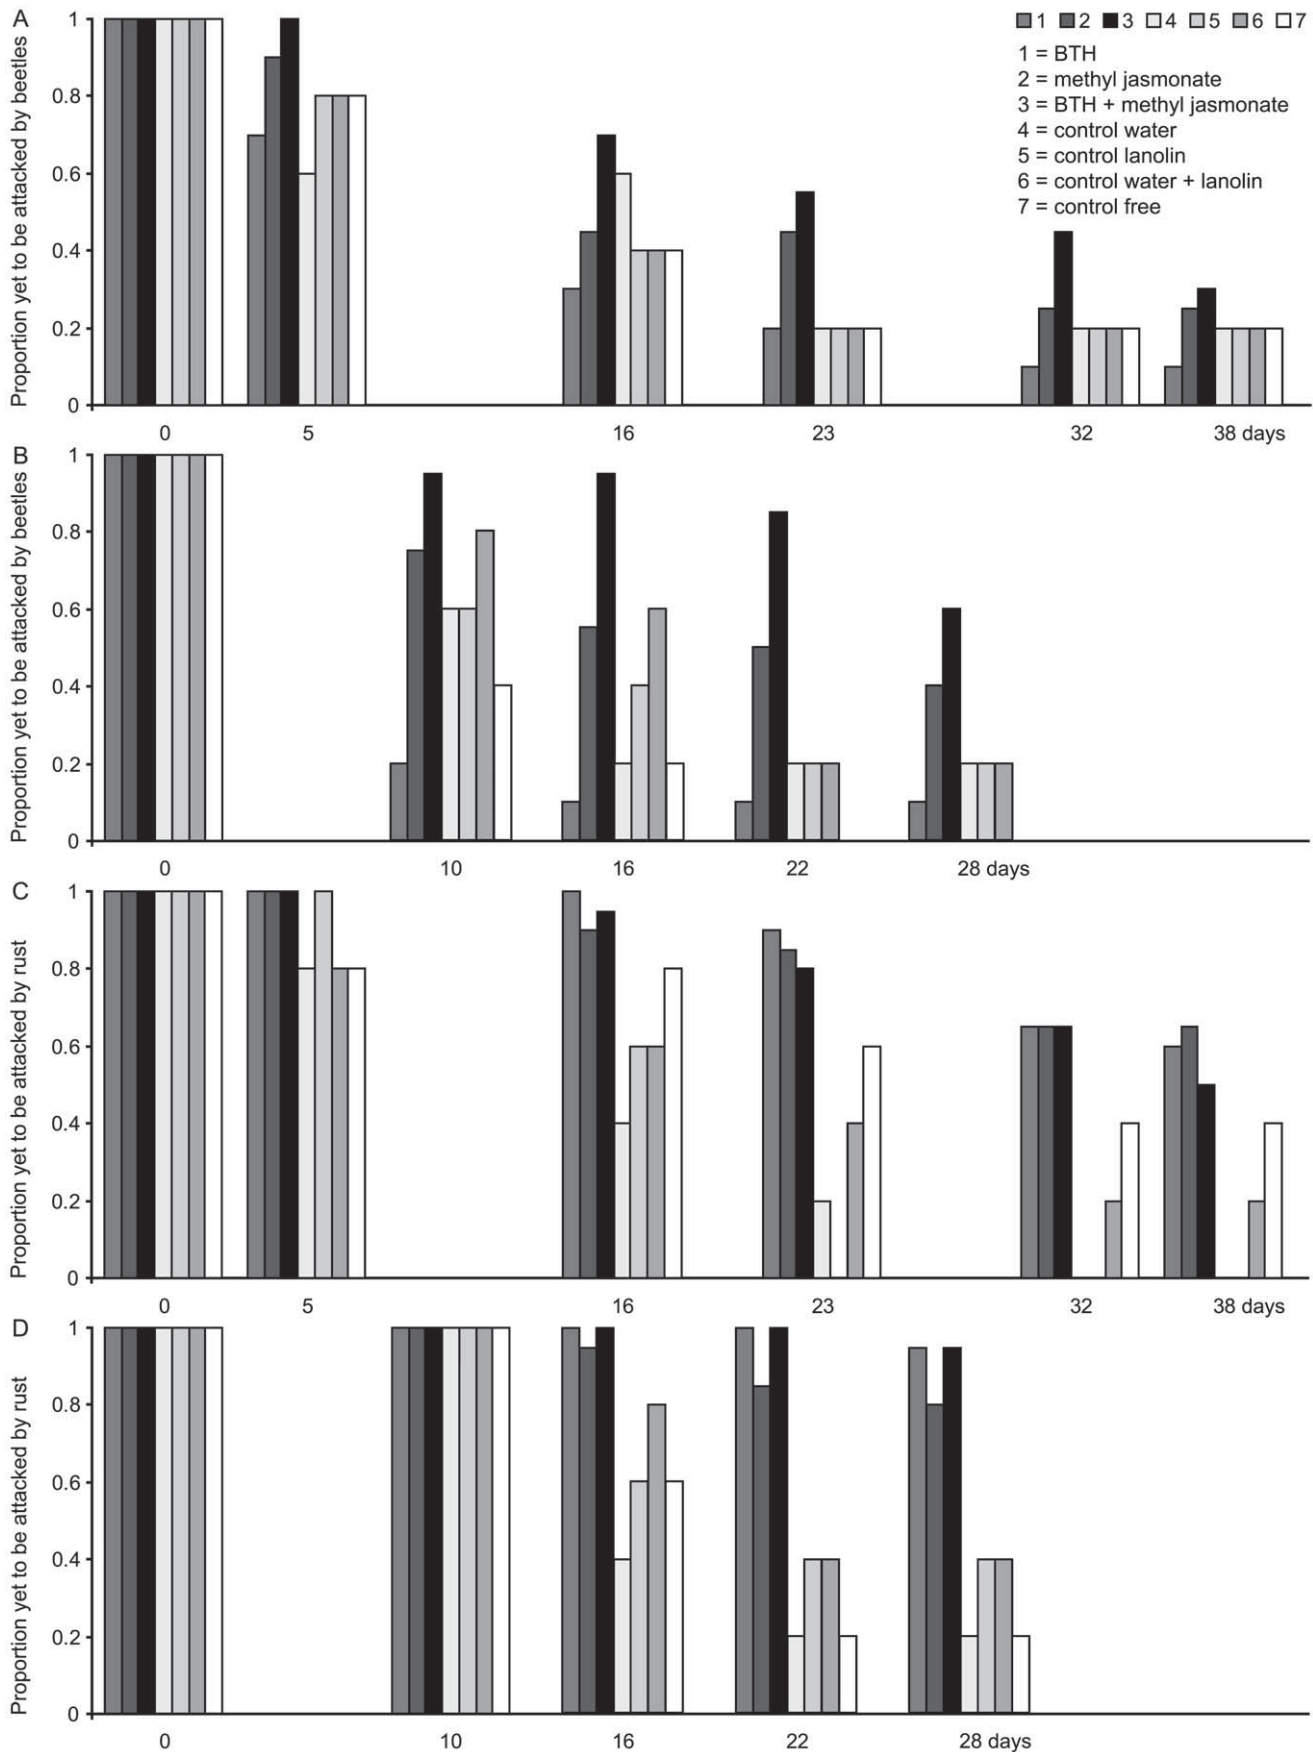 A
Proportion yet to be attacked by beetles
1
0.8
0.6
0.4
0.2
0
1 2 3 4 5 6 7
1 = BTH
2 = methyl jasmonate
3 = BTH + methyl jasmonate
4 = control water
5 = control lanolin
6 = control water + lanolin
7 = control free
0 5 16 23 32 38 days
B
Proportion yet to be attacked by beetles
1
0.8
0.6
0.4
0.2
0
0 10 16 22 28 days
C
Proportion yet to be attacked by rust
1
0.8
0.6
0.4
0.2
0
0 5 16 23 32 38 days
D
Proportion yet to be attacked by rust
1
0.8
0.6
0.4
0.2
0
0 10 16 22 28 days